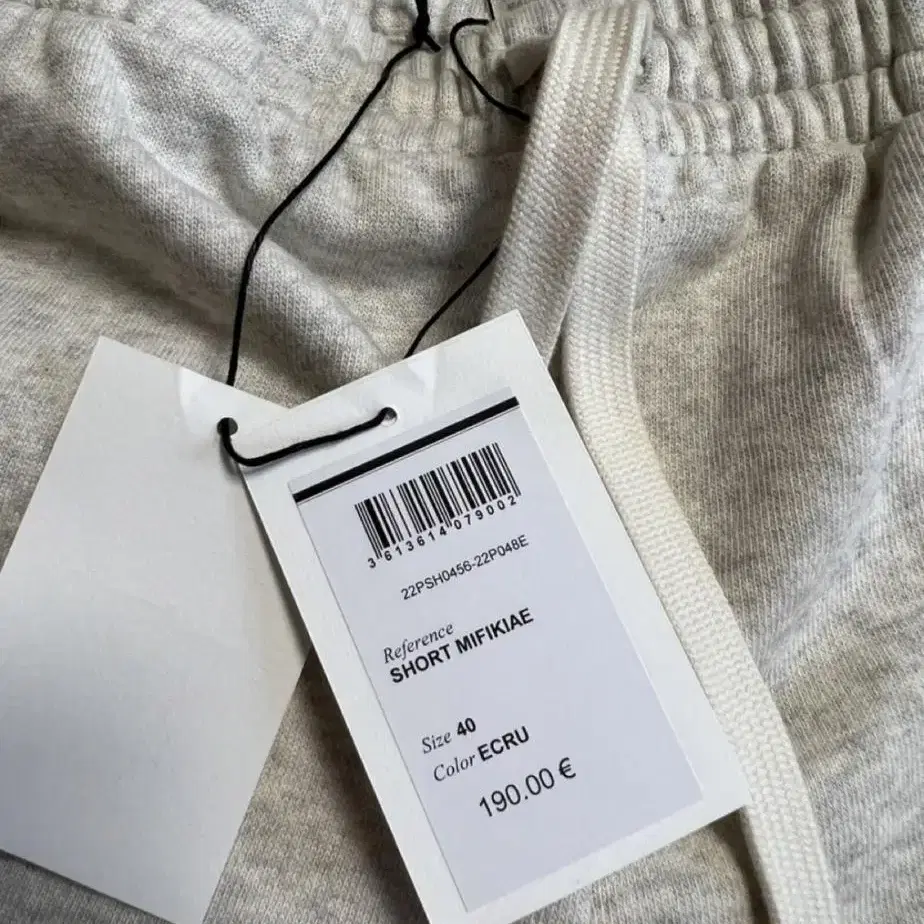 3613614079002
22PSH0456-22P048E
Reference
SHORT MIFIKIAE
Size 40
Color ECRU
190.00 €